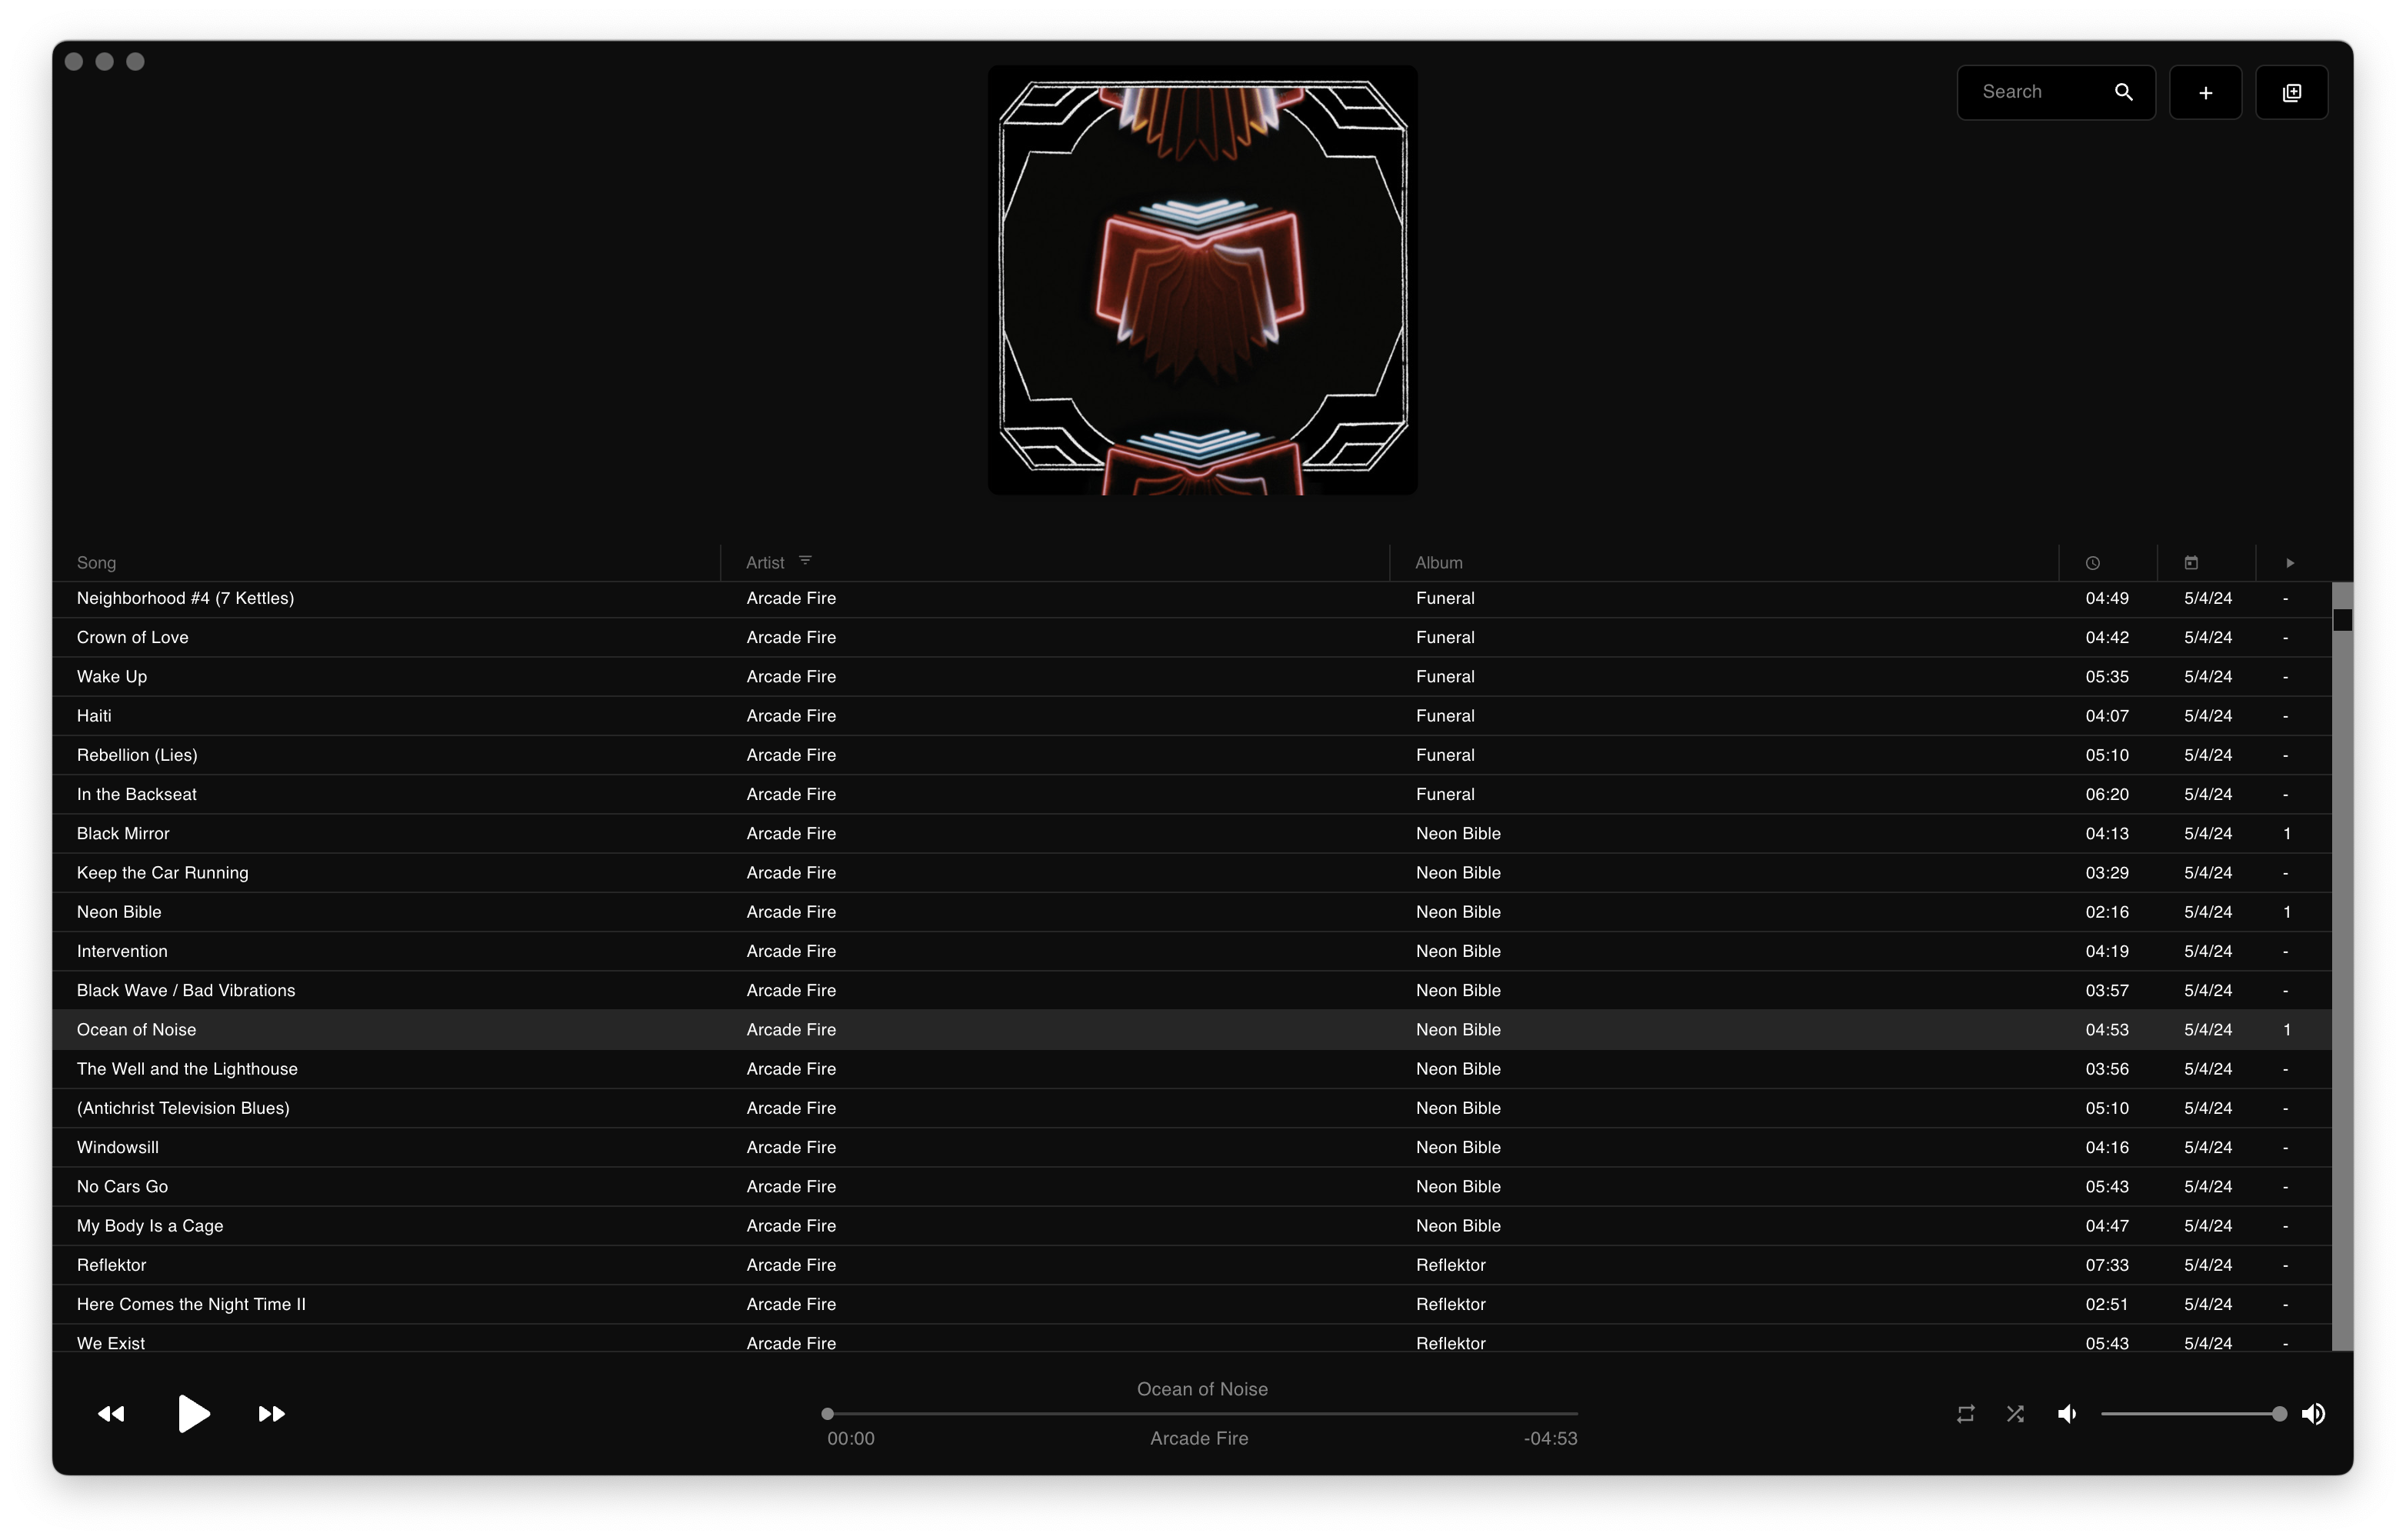 Search
Song Artist Album
Neighborhood #4 (7 Kettles) Arcade Fire Funeral 04:49 5/4/24 -
Crown of Love Arcade Fire Funeral 04:42 5/4/24 -
Wake Up Arcade Fire Funeral 05:35 5/4/24 -
Haiti Arcade Fire Funeral 04:07 5/4/24 -
Rebellion (Lies) Arcade Fire Funeral 05:10 5/4/24 -
In the Backseat Arcade Fire Funeral 06:20 5/4/24 -
Black Mirror Arcade Fire Neon Bible 04:13 5/4/24 1
Keep the Car Running Arcade Fire Neon Bible 03:29 5/4/24 -
Neon Bible Arcade Fire Neon Bible 02:16 5/4/24 1
Intervention Arcade Fire Neon Bible 04:19 5/4/24 -
Black Wave / Bad Vibrations Arcade Fire Neon Bible 03:57 5/4/24 -
Ocean of Noise Arcade Fire Neon Bible 04:53 5/4/24 1
The Well and the Lighthouse Arcade Fire Neon Bible 03:56 5/4/24 -
(Antichrist Television Blues) Arcade Fire Neon Bible 05:10 5/4/24 -
Windowsill Arcade Fire Neon Bible 04:16 5/4/24 -
No Cars Go Arcade Fire Neon Bible 05:43 5/4/24 -
My Body Is a Cage Arcade Fire Neon Bible 04:47 5/4/24 -
Reflektor Arcade Fire Reflektor 07:33 5/4/24 -
Here Comes the Night Time II Arcade Fire Reflektor 02:51 5/4/24 -
We Exist Arcade Fire Reflektor 05:43 5/4/24 -
Ocean of Noise
00:00 Arcade Fire -04:53